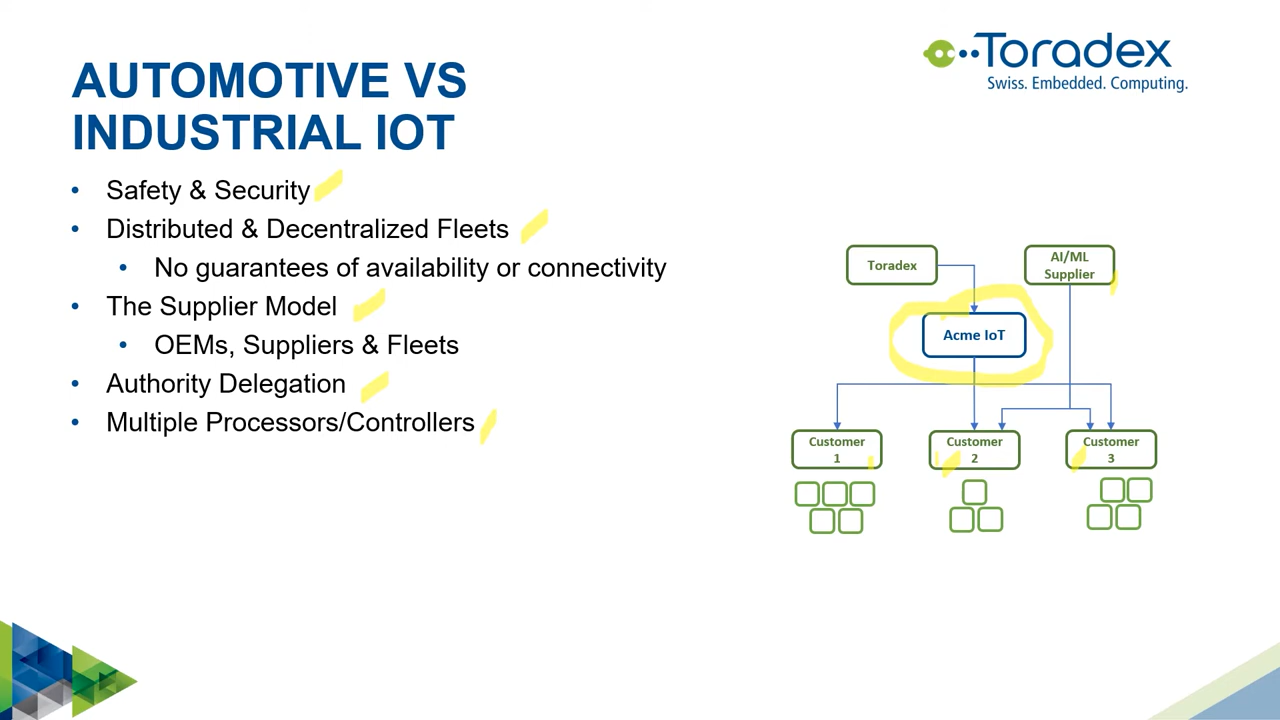 Toradex
Swiss. Embedded. Computing.
AUTOMOTIVE VS
INDUSTRIAL IOT
• Safety & Security
• Distributed & Decentralized Fleets
• No guarantees of availability or connectivity
• The Supplier Model
• OEMs, Suppliers & Fleets
• Authority Delegation
• Multiple Processors/Controllers
Toradex
AI/ML
Supplier
Acme IoT
Customer
1
Customer
2
Customer
3